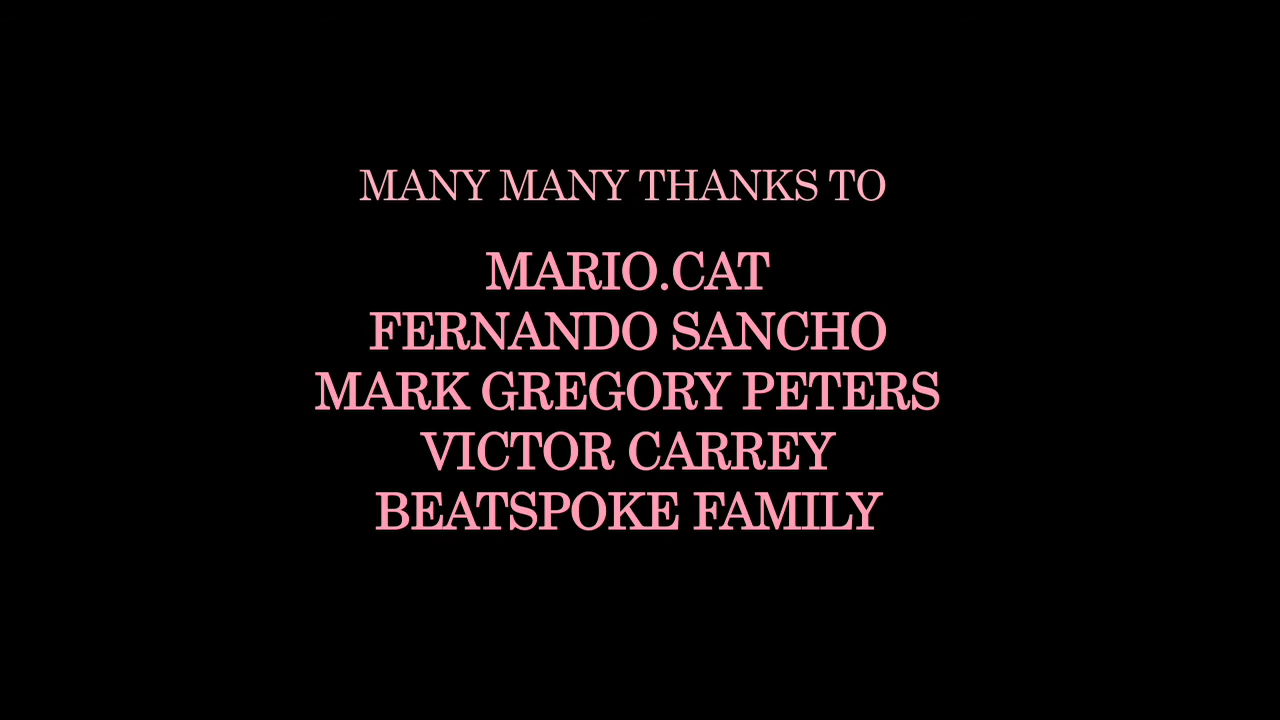 MANY MANY THANKS TO
MARIO.CAT
FERNANDO SANCHO
MARK GREGORY PETERS
VICTOR CARREY
BEATSPOKE FAMILY